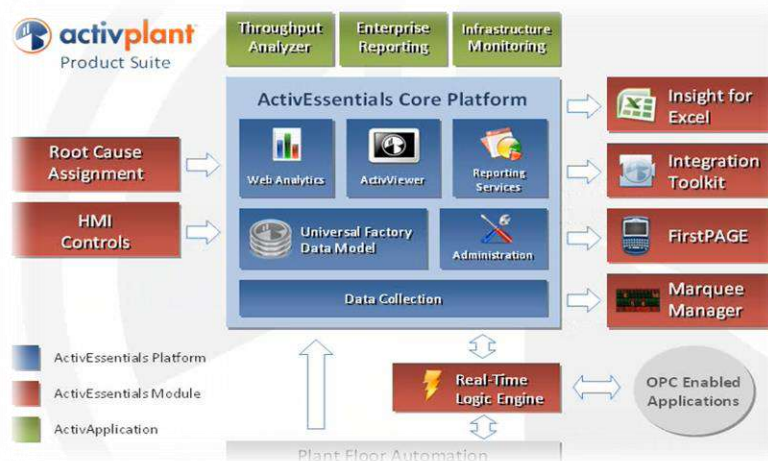 activplant
Product Suite
Throughput
Analyzer
Enterprise
Reporting
Infrastructure
Monitoring
ActivEssentials Core Platform
Web Analytics
ActivViewer
Reporting
Services
Universal Factory
Data Model
Administration
Data Collection
Root Cause
Assignment
HMI
Controls
Insight for
Excel
Integration
Toolkit
FirstPAGE
Marquee
Manager
ActivEssentials Platform
ActivEssentials Module
ActivApplication
Real-Time
Logic Engine
OPC Enabled
Applications
Plant Floor Automation